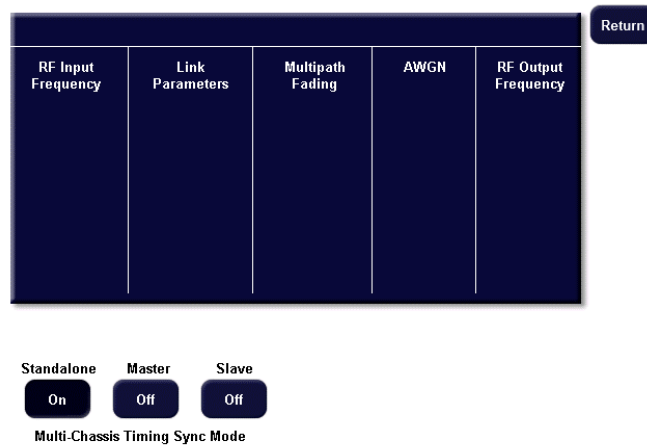 Return
RF Input
Frequency
Link
Parameters
Multipath
Fading
AWGN
RF Output
Frequency
Standalone
Master
Slave
On
Off
Off
Multi-Chassis Timing Sync Mode